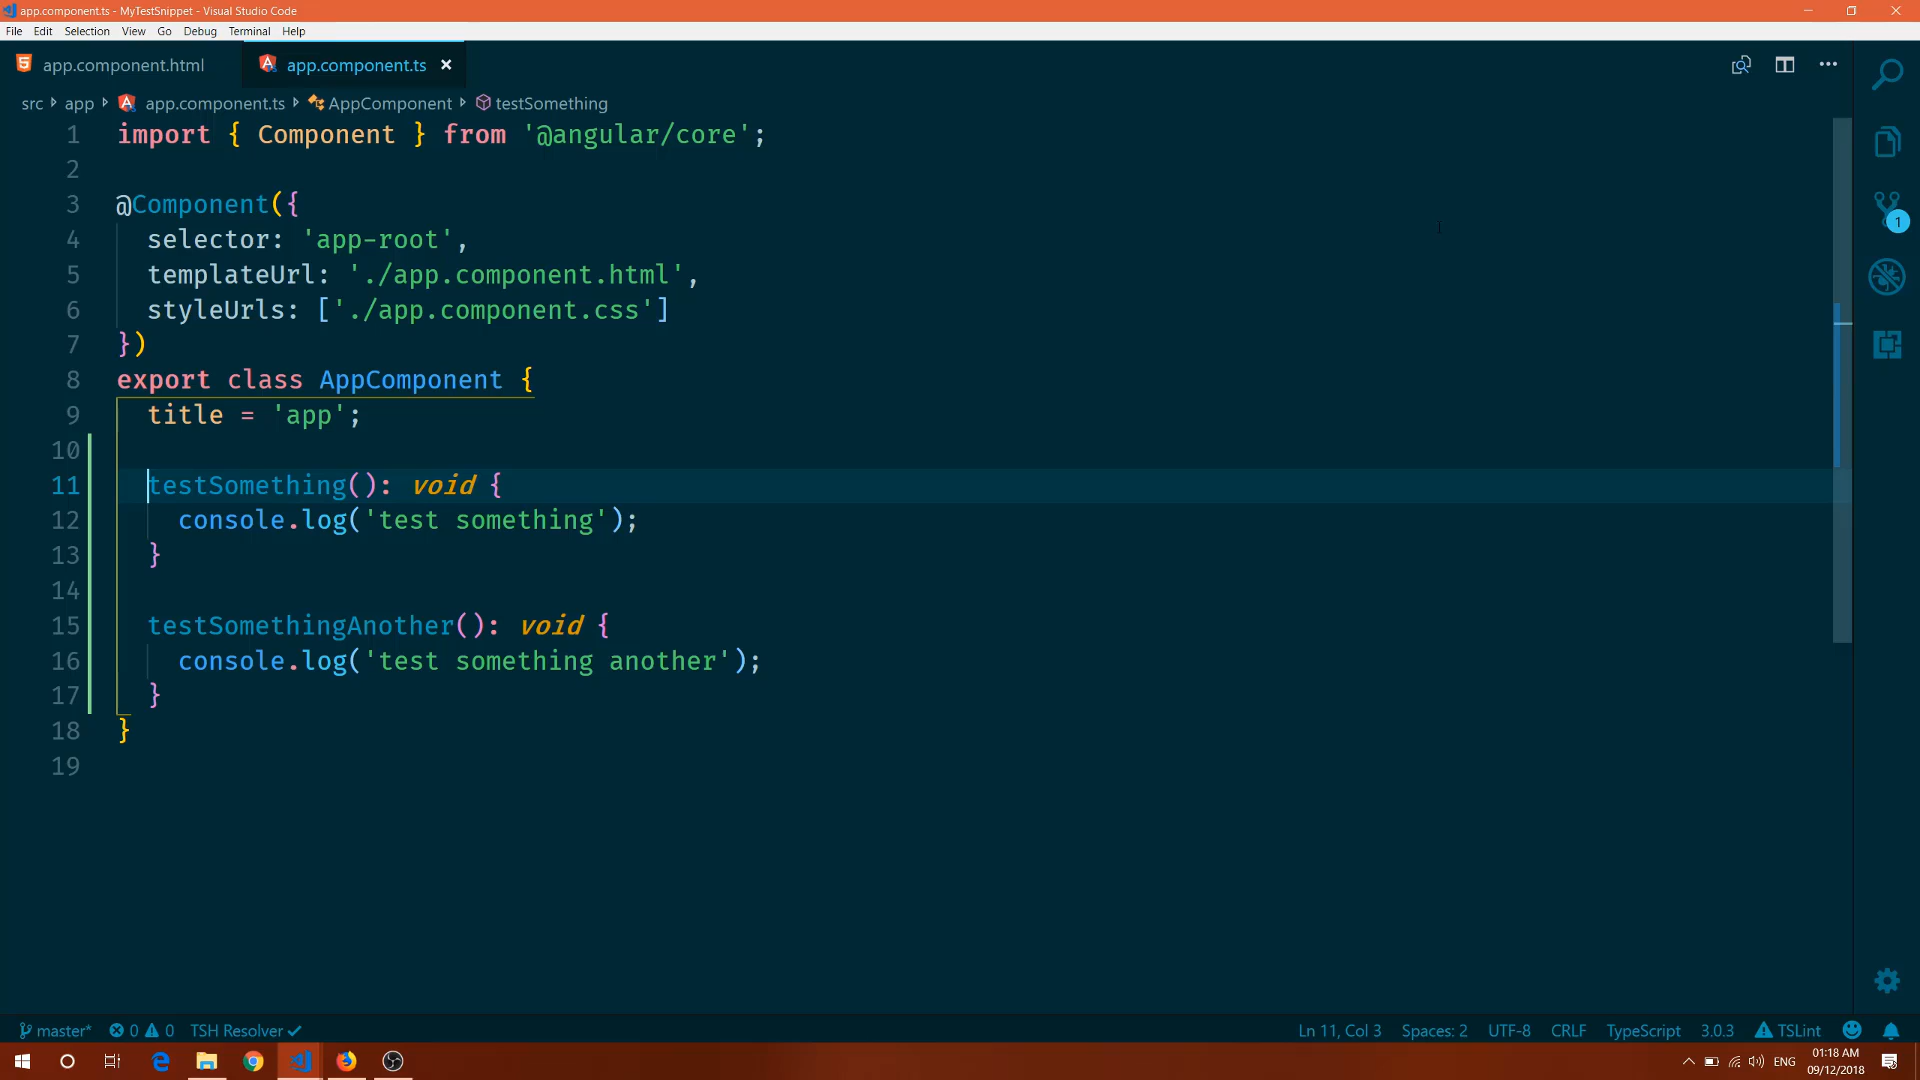 app.component.ts - MyTestSnippet - Visual Studio Code
File Edit Selection View Go Debug Terminal Help
app.component.html app.component.ts
src app app.component.ts AppComponent testSomething
1 import { Component } from '@angular/core';
2
3 @Component({
4 selector: 'app-root',
5 templateUrl: './app.component.html',
6 styleUrls: ['./app.component.css']
7 })
8 export class AppComponent {
9 title = 'app';
10
11 testSomething(): void {
12 console.log('test something');
13 }
14
15 testSomethingAnother(): void {
16 console.log('test something another');
17 }
18 }
19
1
master* 0 0 TSH Resolver Ln 11, Col 3 Spaces: 2 UTF-8 CRLF TypeScript 3.0.3 TSLint
ENG 01:18 AM
09/12/2018